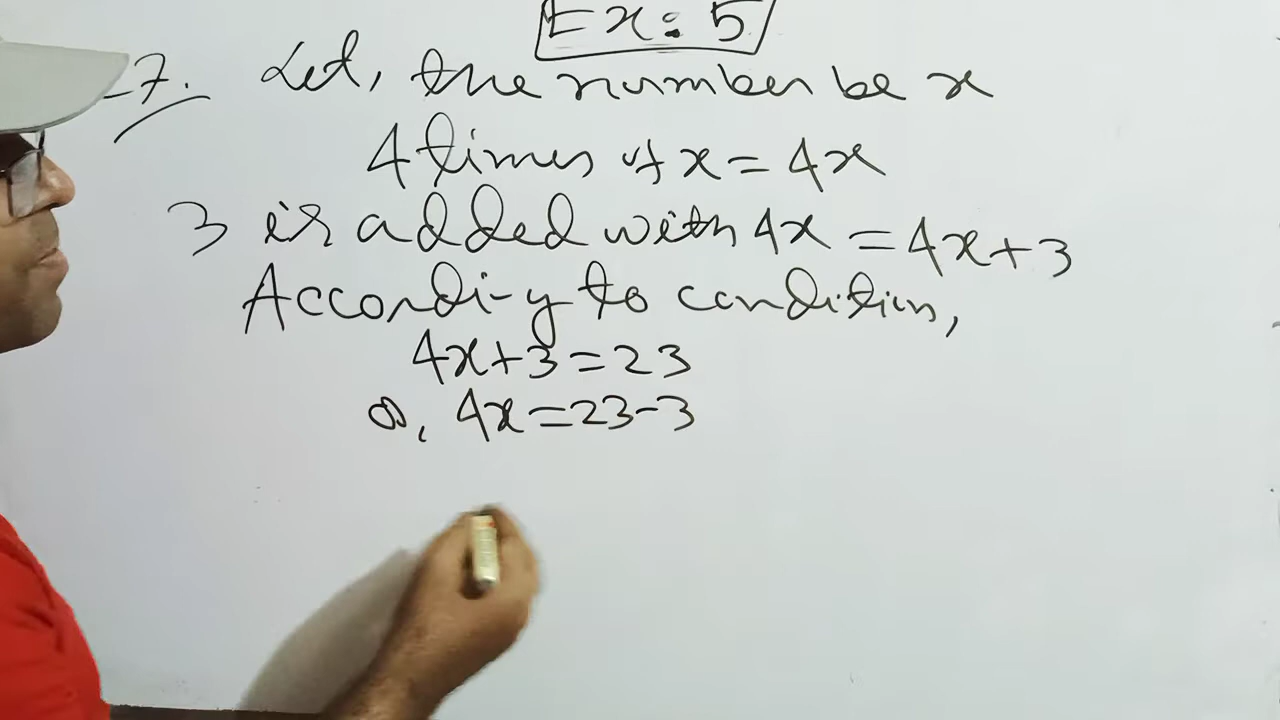 Ex: 5
7. Let, the number be x
4 times of x = 4x
3 is added with 4x = 4x+3
Accordi-g to condition,
4x+3=23
or, 4x=23-3